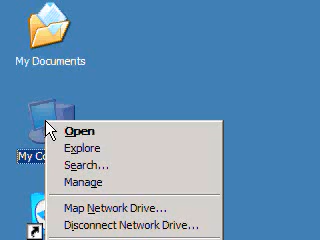 My Documents
My Co
Open
Explore
Search...
Manage
Map Network Drive...
Disconnect Network Drive...